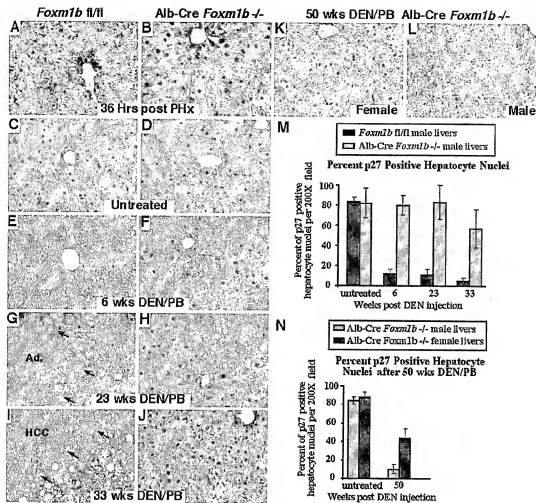 Foxm1b fl/fl
Alb-Cre Foxm1b -/-
50 wks DEN/PB
Alb-Cre Foxm1b -/-
A
B
K
L
36 Hrs post PHx
Female
Male
C
D
Untreated
M
Foxm1b fl/fl male livers
Alb-Cre Foxm1b -/- male livers
Percent p27 Positive Hepatocyte Nuclei
Percent of p27 positive
hepatocyte nuclei per 200X field
100
80
60
40
20
0
untreated 6 23 33
Weeks post DEN injection
E
F
6 wks DEN/PB
G
H
Ad.
23 wks DEN/PB
I
J
HCC
33 wks DEN/PB
N
Alb-Cre Foxm1b -/- male livers
Alb-Cre Foxm1b -/- female livers
Percent p27 Positive Hepatocyte
Nuclei after 50 wks DEN/PB
Percent of p27 positive
hepatocyte nuclei per 200X field
100
80
60
40
20
0
untreated 50
Weeks post DEN injection